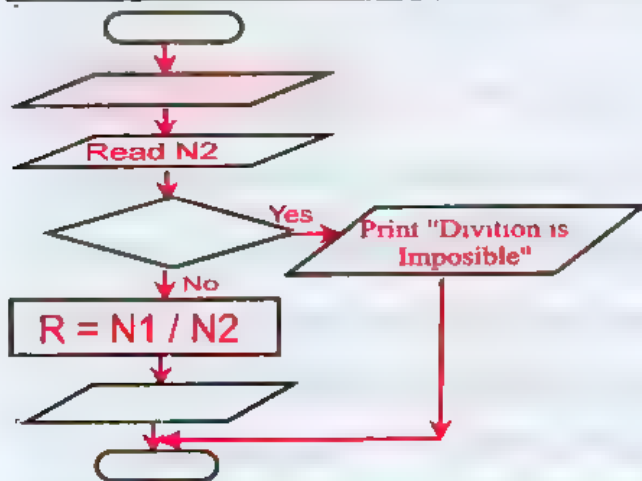 Read N2
Yes
Print "Divition is
Imposible"
No
R = N1 / N2